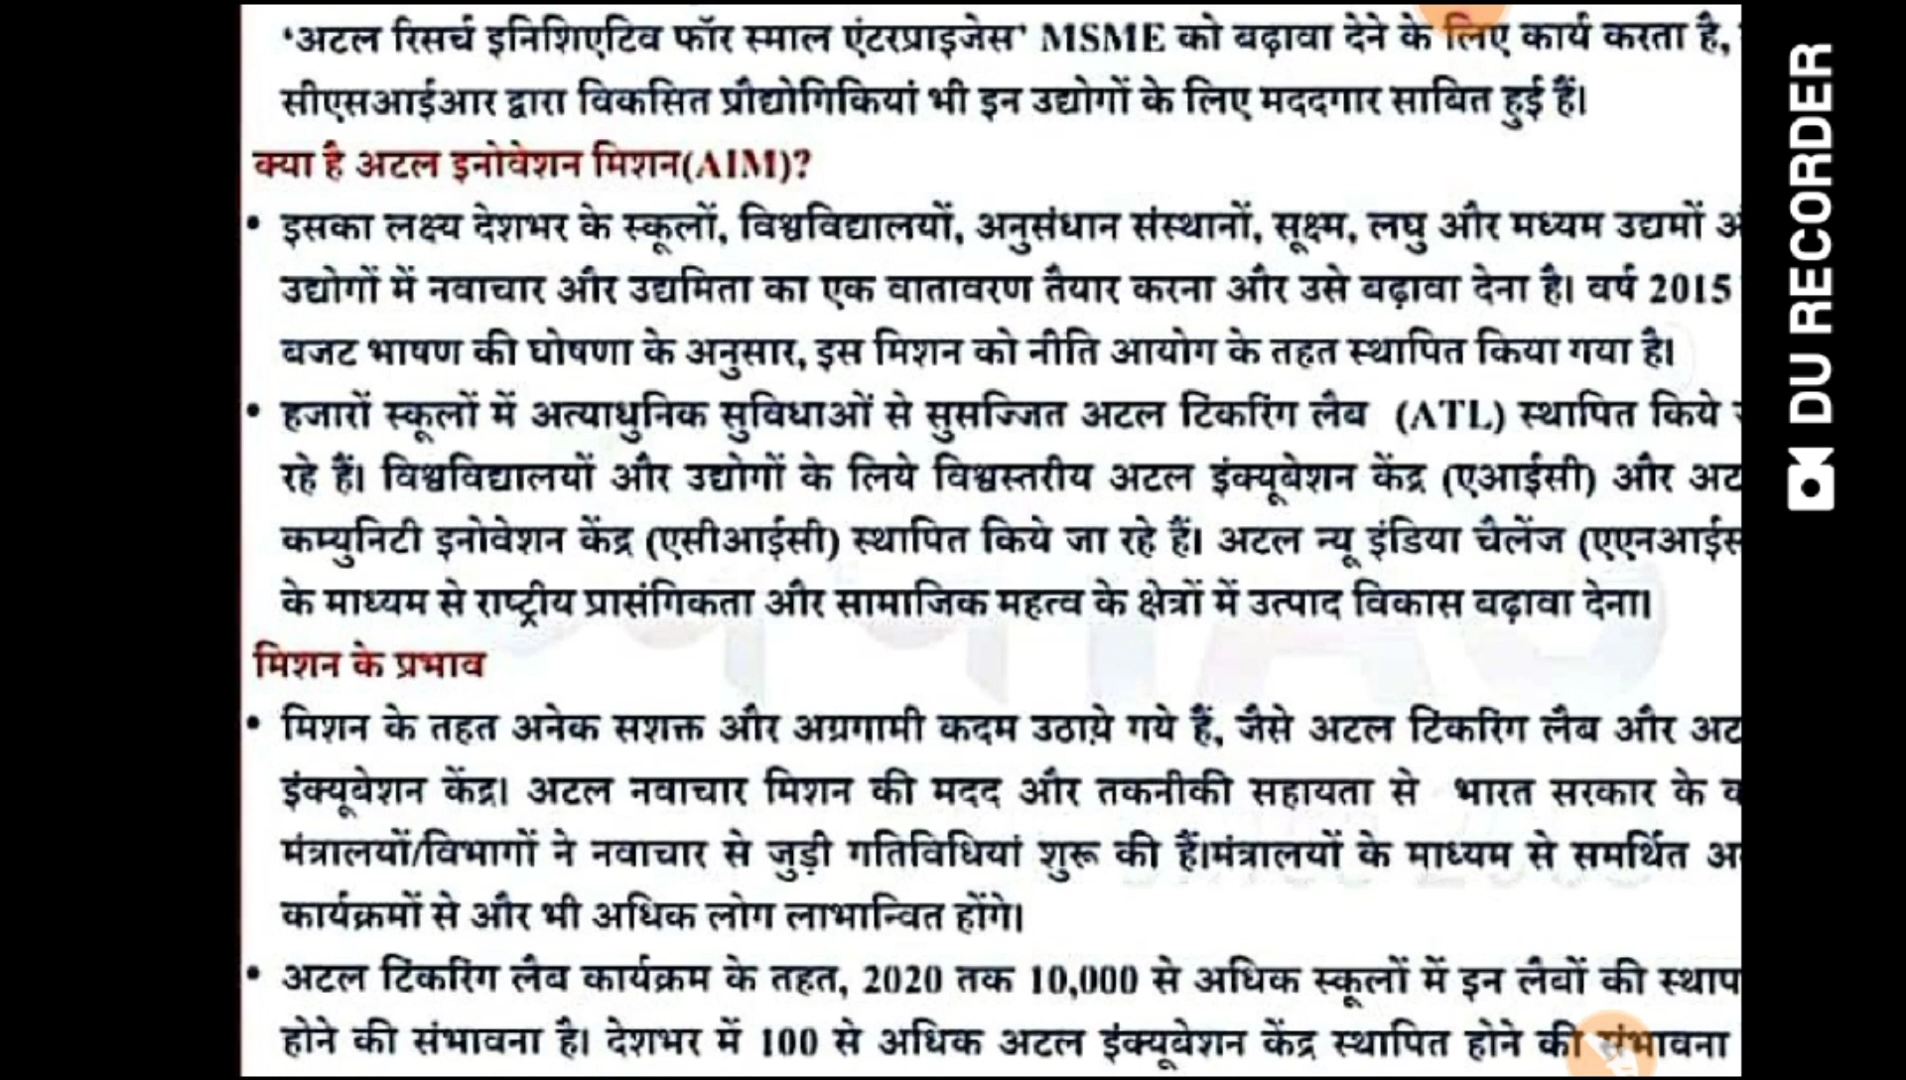 ‘अटल रिसर्च इनिशिएटिव फॉर स्माल एंटरप्राइजेस’ MSME को बढ़ावा देने के लिए कार्य करता है,
सीएसआईआर द्वारा विकसित प्रौद्योगिकियां भी इन उद्योगों के लिए मददगार साबित हुई हैं।
क्या है अटल इनोवेशन मिशन(AIM)?
• इसका लक्ष्य देशभर के स्कूलों, विश्वविद्यालयों, अनुसंधान संस्थानों, सूक्ष्म, लघु और मध्यम उद्यमों
उद्योगों में नवाचार और उद्यमिता का एक वातावरण तैयार करना और उसे बढ़ावा देना है। वर्ष 2015
बजट भाषण की घोषणा के अनुसार, इस मिशन को नीति आयोग के तहत स्थापित किया गया है।
• हजारों स्कूलों में अत्याधुनिक सुविधाओं से सुसज्जित अटल टिंकरिंग लैब (ATL) स्थापित किये
रहे हैं। विश्वविद्यालयों और उद्योगों के लिये विश्वस्तरीय अटल इंक्यूबेशन केंद्र (एआईसी) और अट
कम्युनिटी इनोवेशन केंद्र (एसीआईसी) स्थापित किये जा रहे हैं। अटल न्यू इंडिया चैलेंज (एएनआईस
के माध्यम से राष्ट्रीय प्रासंगिकता और सामाजिक महत्व के क्षेत्रों में उत्पाद विकास बढ़ावा देना।
मिशन के प्रभाव
• मिशन के तहत अनेक सशक्त और अग्रगामी कदम उठाये गये हैं, जैसे अटल टिंकरिंग लैब और अट
इंक्यूबेशन केंद्र। अटल नवाचार मिशन की मदद और तकनीकी सहायता से भारत सरकार के
मंत्रालयों/विभागों ने नवाचार से जुड़ी गतिविधियां शुरू की हैं।मंत्रालयों के माध्यम से समर्थित
कार्यक्रमों से और भी अधिक लोग लाभान्वित होंगे।
• अटल टिंकरिंग लैब कार्यक्रम के तहत, 2020 तक 10,000 से अधिक स्कूलों में इन लैबों की स्थाप
होने की संभावना है। देशभर में 100 से अधिक अटल इंक्यूबेशन केंद्र स्थापित होने की संभावना
DU RECORDER